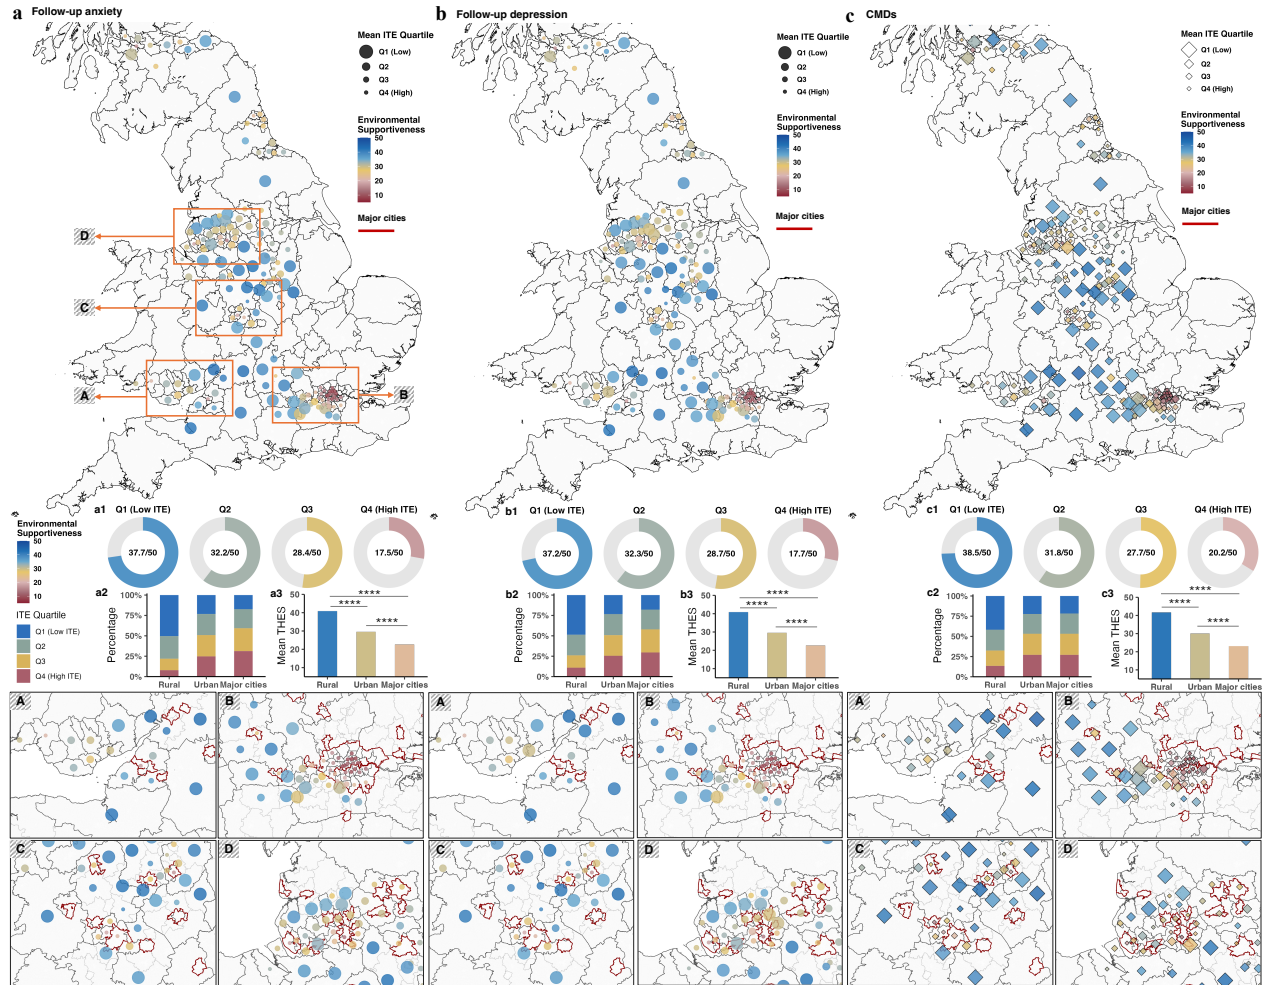 a Follow-up anxiety
Mean ITE Quartile
Q1 (Low)
Q2
Q3
Q4 (High)
Environmental
Supportiveness
50
40
30
20
10
Major cities
D
C
A
B
b Follow-up depression
Mean ITE Quartile
Q1 (Low)
Q2
Q3
Q4 (High)
Environmental
Supportiveness
50
40
30
20
10
Major cities
c CMDs
Mean ITE Quartile
Q1 (Low)
Q2
Q3
Q4 (High)
Environmental
Supportiveness
50
40
30
20
10
Major cities
Environmental
Supportiveness
50
40
30
20
10
ITE Quartile
Q1 (Low ITE)
Q2
Q3
Q4 (High ITE)
a1 Q1 (Low ITE) Q2 Q3 Q4 (High ITE)
37.7/50 32.2/50 28.4/50 17.5/50
a2
Percentage
100%
75%
50%
25%
0%
Rural Urban Major cities
a3
Mean THES
50
40
30
20
10
****
****
****
Rural Urban Major cities
b1 Q1 (Low ITE) Q2 Q3 Q4 (High ITE)
37.2/50 32.3/50 28.7/50 17.7/50
b2
Percentage
100%
75%
50%
25%
0%
Rural Urban Major cities
b3
Mean THES
50
40
30
20
10
****
****
****
Rural Urban Major cities
c1 Q1 (Low ITE) Q2 Q3 Q4 (High ITE)
38.5/50 31.8/50 27.7/50 20.2/50
c2
Percentage
100%
75%
50%
25%
0%
Rural Urban Major cities
c3
Mean THES
50
40
30
20
10
****
****
****
Rural Urban Major cities
A B A B A B
C D C D C D